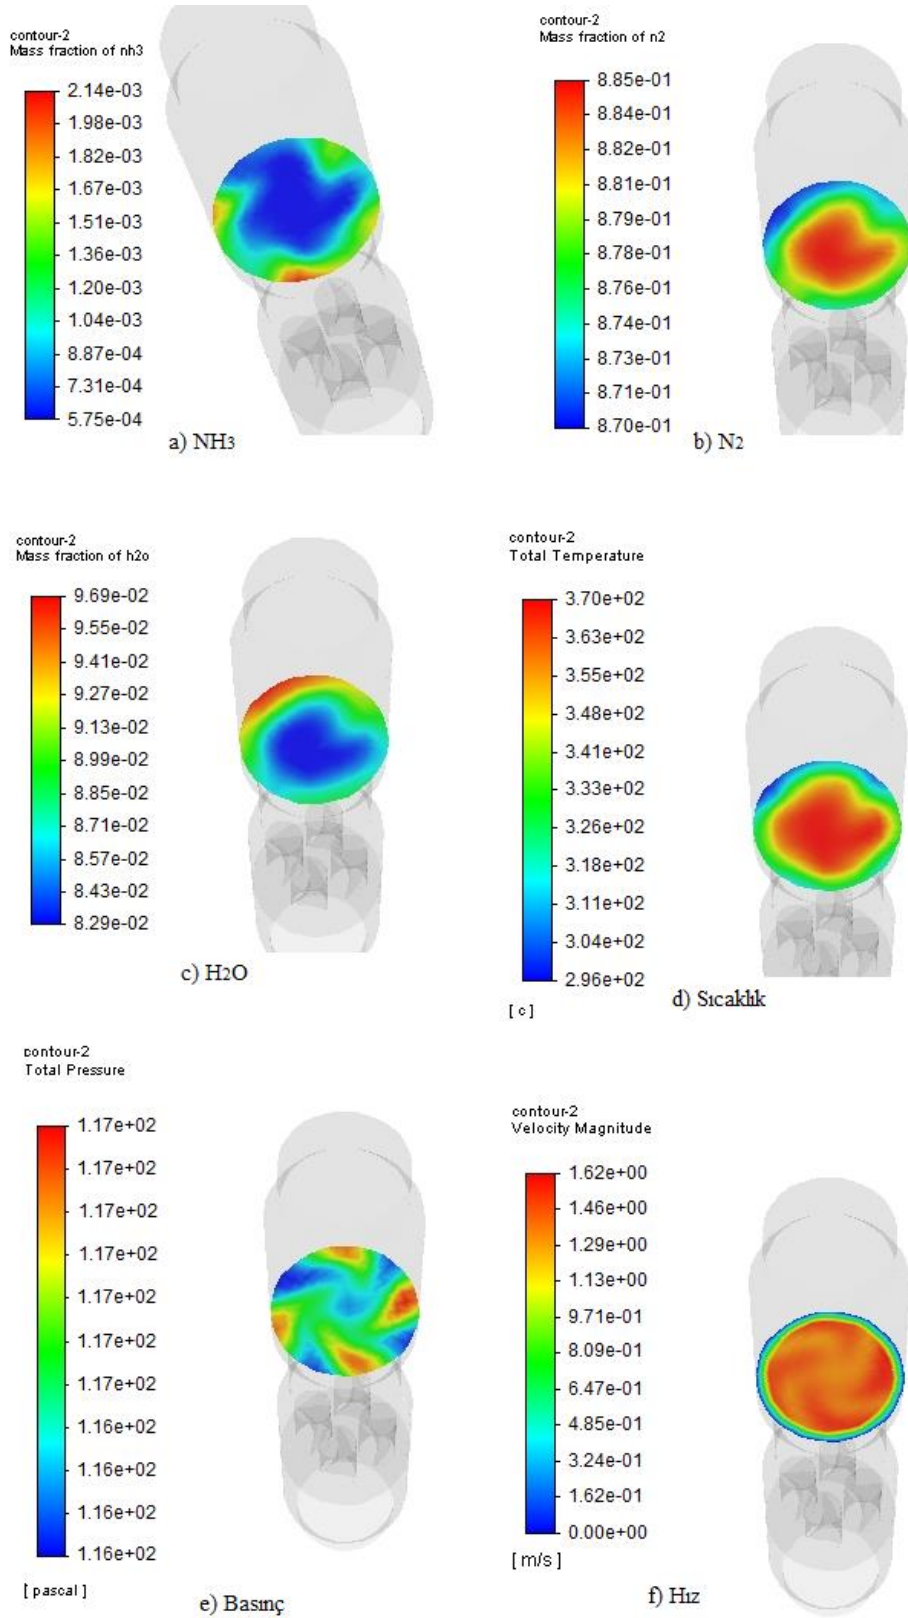 contour-2
Mass fraction of nh3
2.14e-03
1.98e-03
1.82e-03
1.67e-03
1.51e-03
1.36e-03
1.20e-03
1.04e-03
8.87e-04
7.31e-04
5.75e-04
a) NH3
contour-2
Mass fraction of n2
8.85e-01
8.84e-01
8.82e-01
8.81e-01
8.79e-01
8.78e-01
8.76e-01
8.74e-01
8.73e-01
8.71e-01
8.70e-01
b) N2
contour-2
Mass fraction of h2o
9.69e-02
9.55e-02
9.41e-02
9.27e-02
9.13e-02
8.99e-02
8.85e-02
8.71e-02
8.57e-02
8.43e-02
8.29e-02
c) H2O
contour-2
Total Temperature
3.70e+02
3.63e+02
3.55e+02
3.48e+02
3.41e+02
3.33e+02
3.26e+02
3.18e+02
3.11e+02
3.04e+02
2.96e+02
[ c ]
d) Sıcaklık
contour-2
Total Pressure
1.17e+02
1.17e+02
1.17e+02
1.17e+02
1.17e+02
1.17e+02
1.17e+02
1.16e+02
1.16e+02
1.16e+02
1.16e+02
[ pascal ]
e) Basınç
contour-2
Velocity Magnitude
1.62e+00
1.46e+00
1.29e+00
1.13e+00
9.71e-01
8.09e-01
6.47e-01
4.85e-01
3.24e-01
1.62e-01
0.00e+00
[ m/s ]
f) Hız